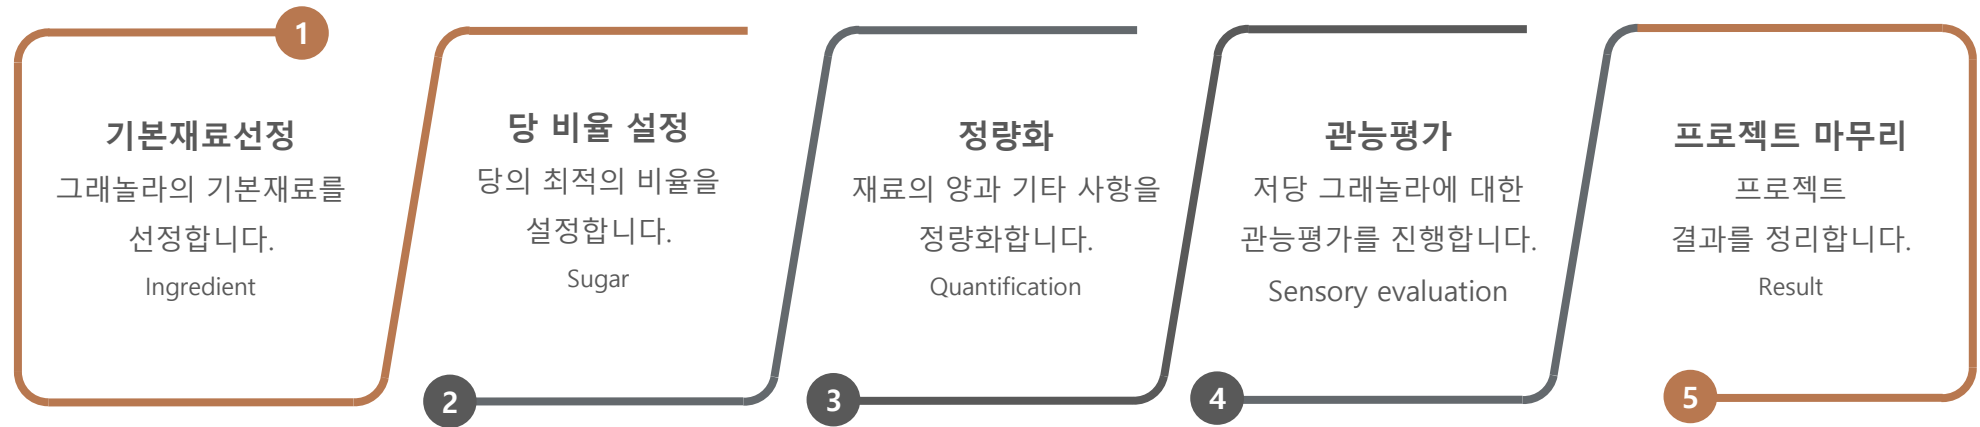 1
기본재료선정
그래놀라의 기본재료를
선정합니다.
Ingredient
2
당 비율 설정
당의 최적의 비율을
설정합니다.
Sugar
3
정량화
재료의 양과 기타 사항을
정량화합니다.
Quantification
4
관능평가
저당 그래놀라에 대한
관능평가를 진행합니다.
Sensory evaluation
5
프로젝트 마무리
프로젝트
결과를 정리합니다.
Result